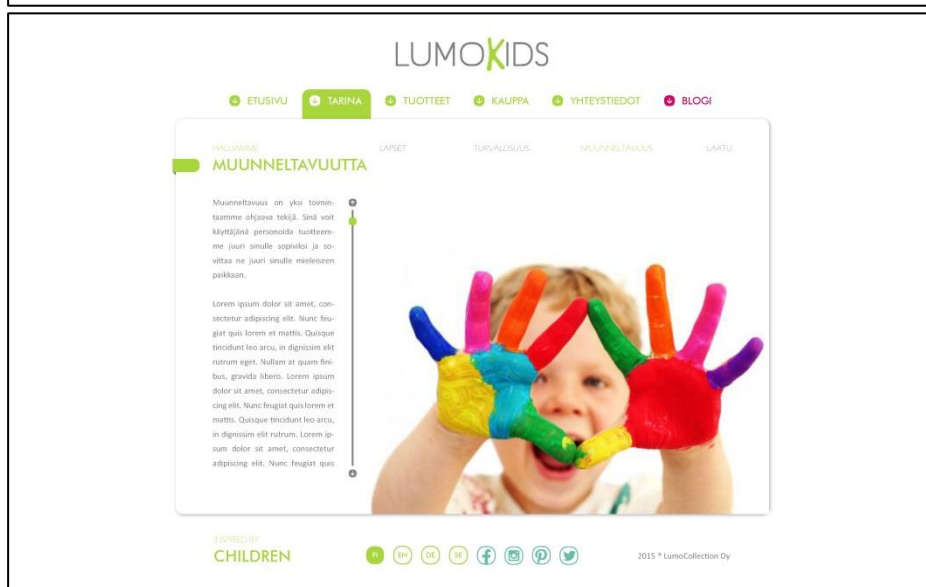 LUMOKIDS
ETUSIVU TARINA TUOTTEET KAUPPA YHTEYSTIEDOT BLOGI
HALUAMME LAPSET TURVALLISUUS MUUNNELTAVUUS LAATU
MUUNNELTAVUUTTA
Muunneltavuus on yksi toimin-
taamme ohjaava tekijä. Sinä voit
käyttäjänä personoida tuotteem-
me juuri sinulle sopiviksi ja so-
vittaa ne juuri sinulle mieleiseen
paikkaan.
Lorem ipsum dolor sit amet, con-
sectetur adipiscing elit. Nunc feu-
giat quis lorem et mattis. Quisque
tincidunt leo arcu, in dignissim elit
rutrum eget. Nullam at quam fini-
bus, gravida libero. Lorem ipsum
dolor sit amet, consectetur adipis-
cing elit. Nunc feugiat quis lorem et
mattis. Quisque tincidunt leo arcu,
in dignissim elit rutrum. Lorem ip-
sum dolor sit amet, consectetur
adipiscing elit. Nunc feugiat quis
INSPIRED BY
CHILDREN
FI EN DE SE
2015 ® LumoCollection Oy